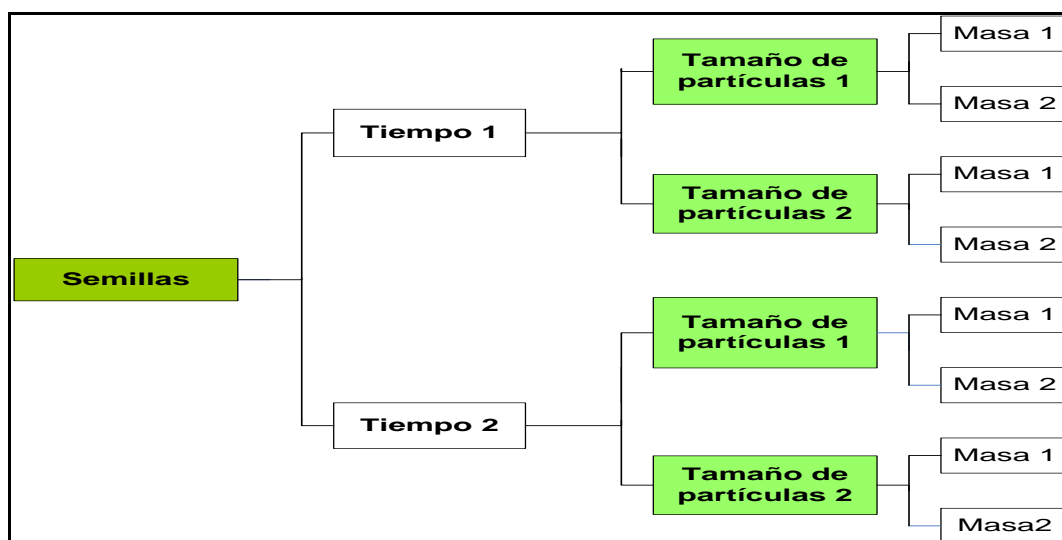 Semillas
Tiempo 1
Tamaño de
partículas 1
Masa 1
Masa 2
Tamaño de
partículas 2
Masa 1
Masa 2
Tiempo 2
Tamaño de
partículas 1
Masa 1
Masa 2
Tamaño de
partículas 2
Masa 1
Masa2